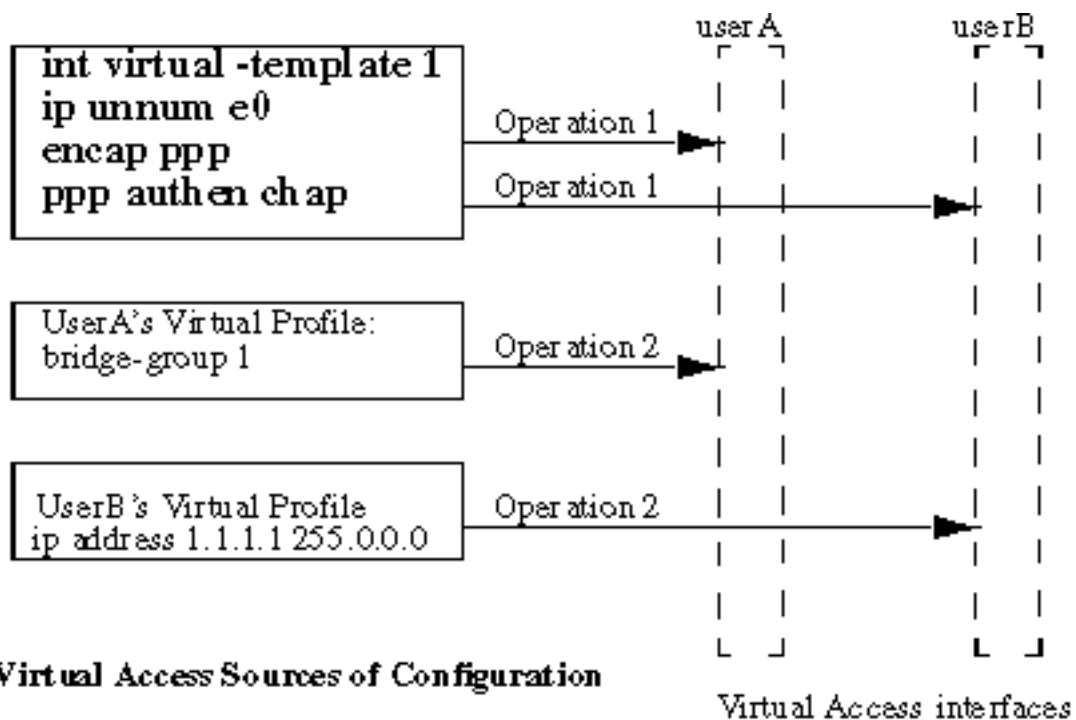 userA
userB
int virtual -template 1
ip unnum e0
encap ppp
ppp authen chap
Operation 1
Operation 1
UserA's Virtual Profile:
bridge-group 1
Operation 2
UserB's Virtual Profile
ip address 1.1.1.1 255.0.0.0
Operation 2
Virtual Access Sources of Configuration
Virtual Access interfaces